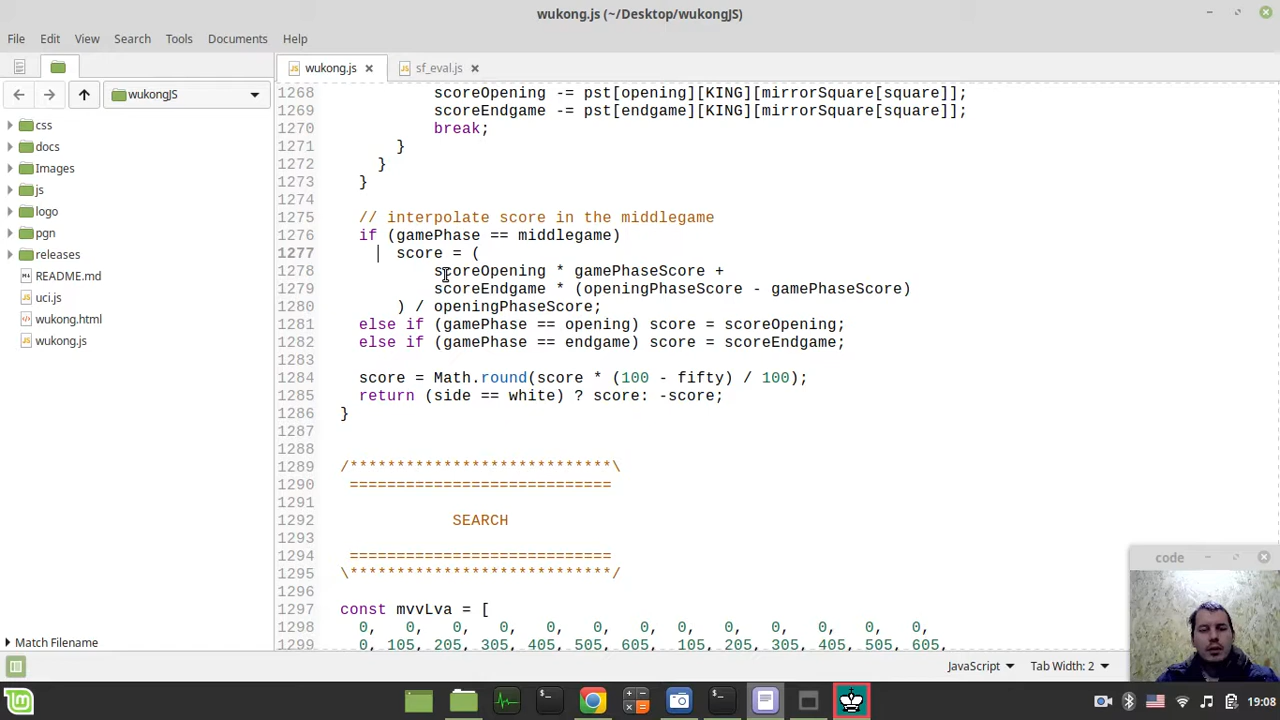 wukong.js (~/Desktop/wukongJS)
File Edit View Search Tools Documents Help
wukong.js sf_eval.js
wukongJS
css
docs
Images
js
logo
pgn
releases
README.md
uci.js
wukong.html
wukong.js
Match Filename
1268 scoreOpening -= pst[opening][KING][mirrorSquare[square]];
1269 scoreEndgame -= pst[endgame][KING][mirrorSquare[square]];
1270 break;
1271 }
1272 }
1273 }
1274
1275 // interpolate score in the middlegame
1276 if (gamePhase == middlegame)
1277 score = (
1278 scoreOpening * gamePhaseScore +
1279 scoreEndgame * (openingPhaseScore - gamePhaseScore)
1280 ) / openingPhaseScore;
1281 else if (gamePhase == opening) score = scoreOpening;
1282 else if (gamePhase == endgame) score = scoreEndgame;
1283
1284 score = Math.round(score * (100 - fifty) / 100);
1285 return (side == white) ? score: -score;
1286 }
1287
1288
1289 /****************************\
1290 ============================
1291
1292 SEARCH
1293
1294 ============================
1295 \****************************/
1296
1297 const mvvLva = [
1298 0, 0, 0, 0, 0, 0, 0, 0, 0, 0, 0, 0, 0,
1299 0, 105, 205, 305, 405, 505, 605, 105, 205, 305, 405, 505, 605,
code
JavaScript Tab Width: 2
19:08